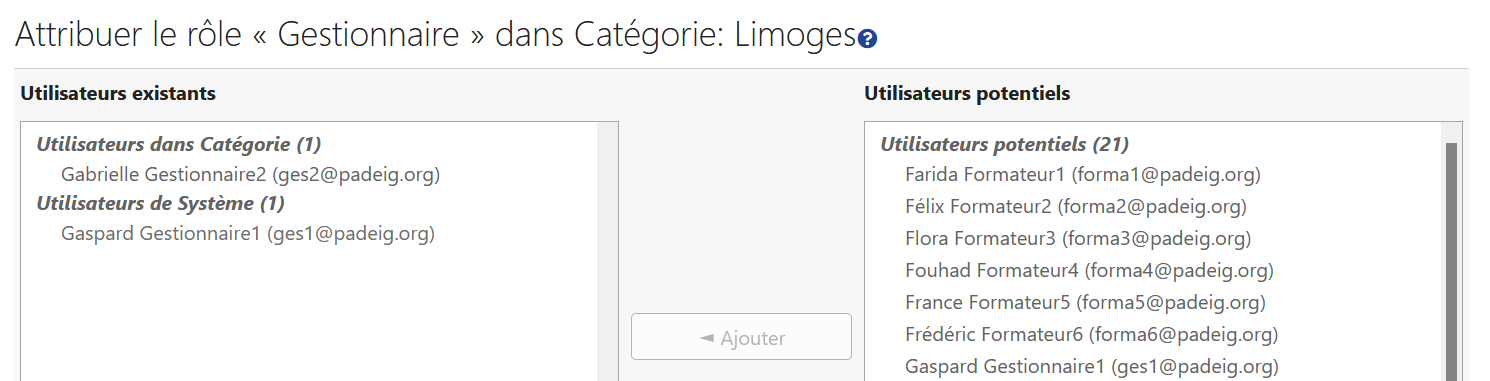 Attribuer le rôle « Gestionnaire » dans Catégorie: Limoges?
Utilisateurs existants
Utilisateurs dans Catégorie (1)
Gabrielle Gestionnaire2 (ges2@padeig.org)
Utilisateurs de Système (1)
Gaspard Gestionnaire1 (ges1@padeig.org)
◄ Ajouter
Utilisateurs potentiels
Utilisateurs potentiels (21)
Farida Formateur1 (forma1@padeig.org)
Félix Formateur2 (forma2@padeig.org)
Flora Formateur3 (forma3@padeig.org)
Fouhad Formateur4 (forma4@padeig.org)
France Formateur5 (forma5@padeig.org)
Frédéric Formateur6 (forma6@padeig.org)
Gaspard Gestionnaire1 (ges1@padeig.org)